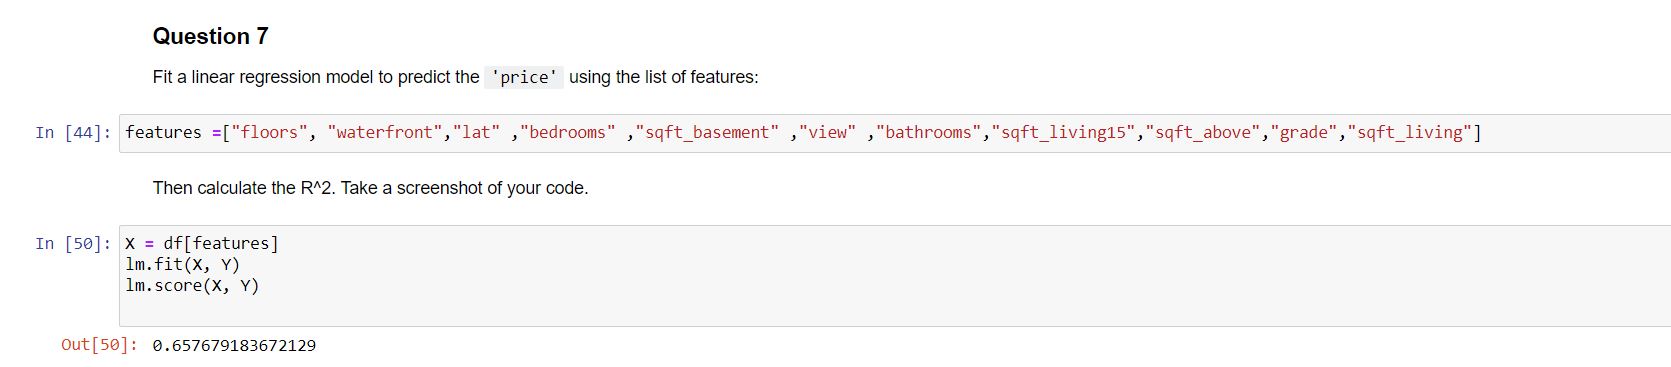 Question 7
Fit a linear regression model to predict the 'price' using the list of features:
In [44]: features =["floors", "waterfront","lat" ,"bedrooms" ,"sqft_basement" ,"view" ,"bathrooms","sqft_living15","sqft_above","grade","sqft_living"]
Then calculate the R^2. Take a screenshot of your code.
In [50]: X = df[features]
lm.fit(X, Y)
lm.score(X, Y)
Out[50]: 0.657679183672129